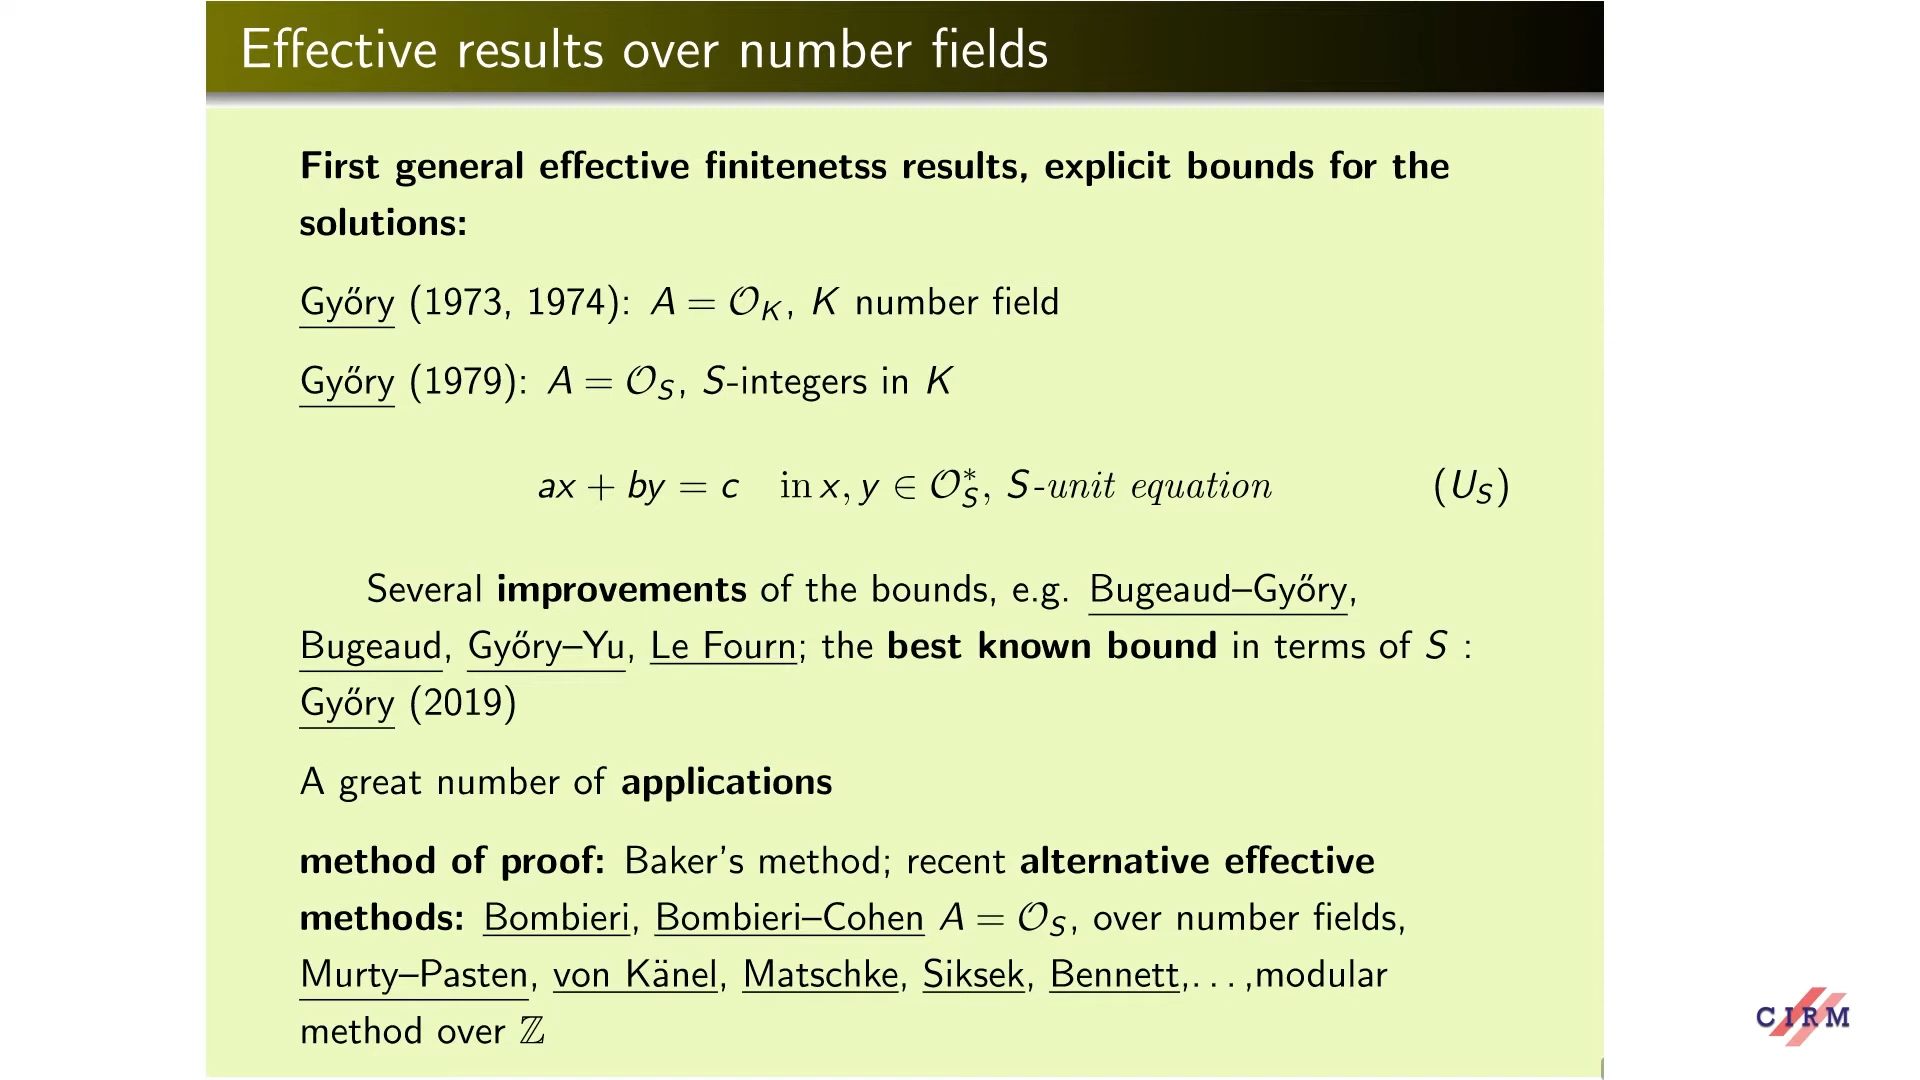 Effective results over number fields
First general effective finitenetss results, explicit bounds for the
solutions:
Győry (1973, 1974): A = 𝒪_K, K number field
Győry (1979): A = 𝒪_S, S-integers in K
ax + by = c in x, y ∈ 𝒪_S^*, S-unit equation (U_S)
Several improvements of the bounds, e.g. Bugeaud–Győry,
Bugeaud, Győry–Yu, Le Fourn; the best known bound in terms of S :
Győry (2019)
A great number of applications
method of proof: Baker's method; recent alternative effective
methods: Bombieri, Bombieri–Cohen A = 𝒪_S, over number fields,
Murty–Pasten, von Känel, Matschke, Siksek, Bennett,. . . ,modular
method over ℤ
CIRM